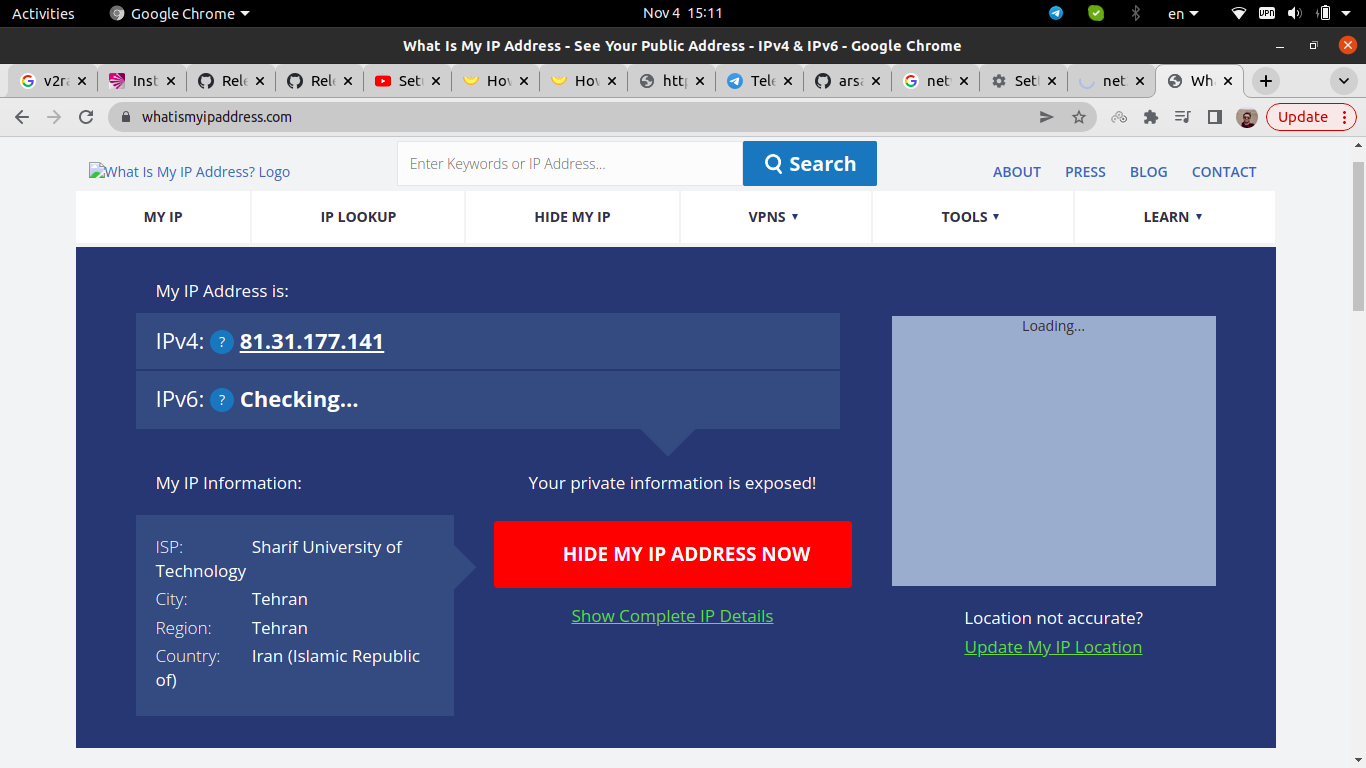 Activities
Google Chrome
Nov 4 15:11
en
VPN
What Is My IP Address - See Your Public Address - IPv4 & IPv6 - Google Chrome
v2ra
Inst
Rele
Rele
Setu
How
How
http
Tele
arsa
net
Set
net
Wha
whatismyipaddress.com
Update
What Is My IP Address? Logo
Enter Keywords or IP Address...
Search
ABOUT
PRESS
BLOG
CONTACT
MY IP
IP LOOKUP
HIDE MY IP
VPNS
TOOLS
LEARN
My IP Address is:
IPv4: ? 81.31.177.141
IPv6: ? Checking...
Loading...
My IP Information:
Your private information is exposed!
ISP: Sharif University of
Technology
City: Tehran
Region: Tehran
Country: Iran (Islamic Republic
of)
HIDE MY IP ADDRESS NOW
Show Complete IP Details
Location not accurate?
Update My IP Location